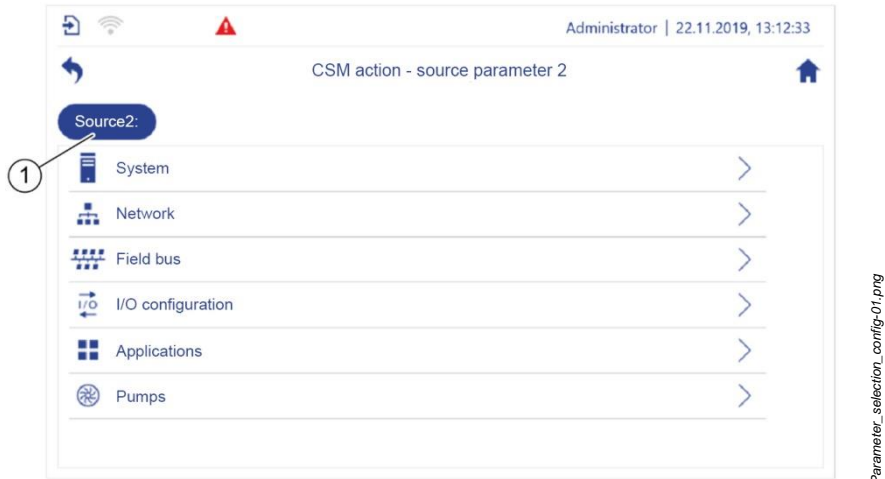 Administrator | 22.11.2019, 13:12:33
CSM action - source parameter 2
Source2:
1
System
Network
Field bus
I/O
I/O configuration
Applications
Pumps
Parameter_selection_config-01.png